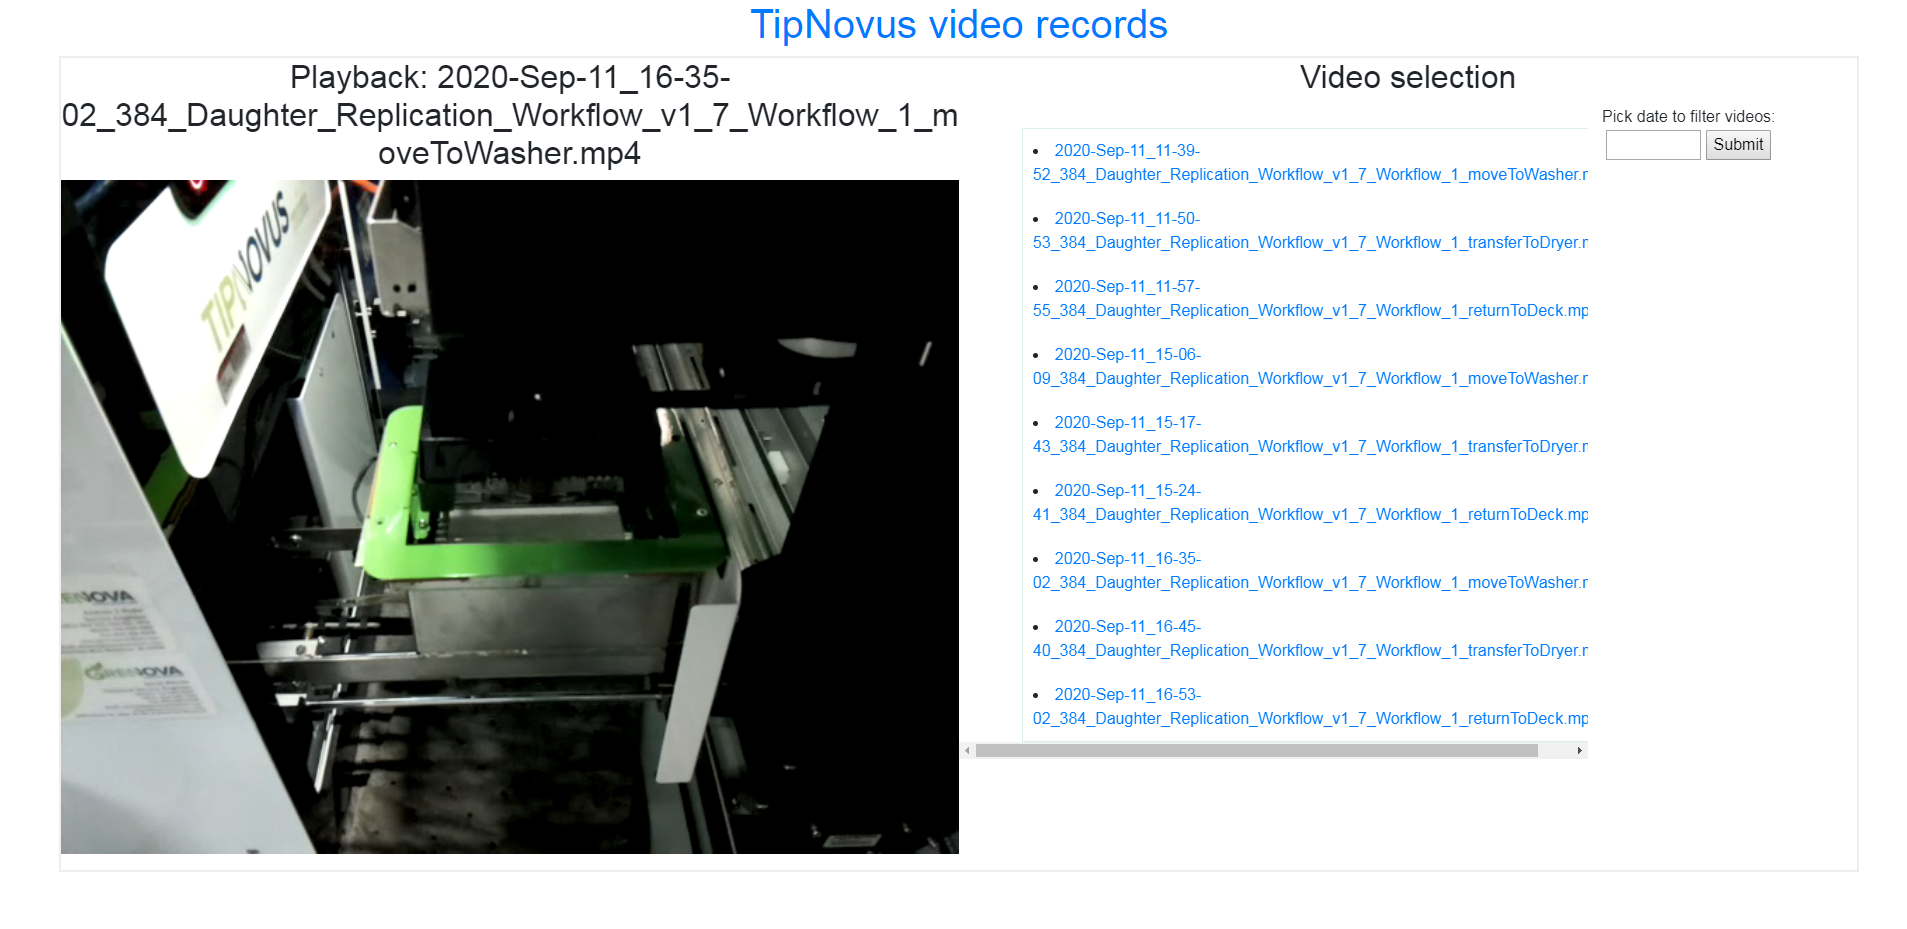 TipNovus video records
Playback: 2020-Sep-11_16-35-
02_384_Daughter_Replication_Workflow_v1_7_Workflow_1_m
oveToWasher.mp4
TIPNOVUS
GRENOVA
Video selection
2020-Sep-11_11-39-
52_384_Daughter_Replication_Workflow_v1_7_Workflow_1_moveToWasher.
2020-Sep-11_11-50-
53_384_Daughter_Replication_Workflow_v1_7_Workflow_1_transferToDryer.
2020-Sep-11_11-57-
55_384_Daughter_Replication_Workflow_v1_7_Workflow_1_returnToDeck.mp
2020-Sep-11_15-06-
09_384_Daughter_Replication_Workflow_v1_7_Workflow_1_moveToWasher.
2020-Sep-11_15-17-
43_384_Daughter_Replication_Workflow_v1_7_Workflow_1_transferToDryer.
2020-Sep-11_15-24-
41_384_Daughter_Replication_Workflow_v1_7_Workflow_1_returnToDeck.mp
2020-Sep-11_16-35-
02_384_Daughter_Replication_Workflow_v1_7_Workflow_1_moveToWasher.
2020-Sep-11_16-45-
40_384_Daughter_Replication_Workflow_v1_7_Workflow_1_transferToDryer.
2020-Sep-11_16-53-
02_384_Daughter_Replication_Workflow_v1_7_Workflow_1_returnToDeck.mp
Pick date to filter videos:
Submit